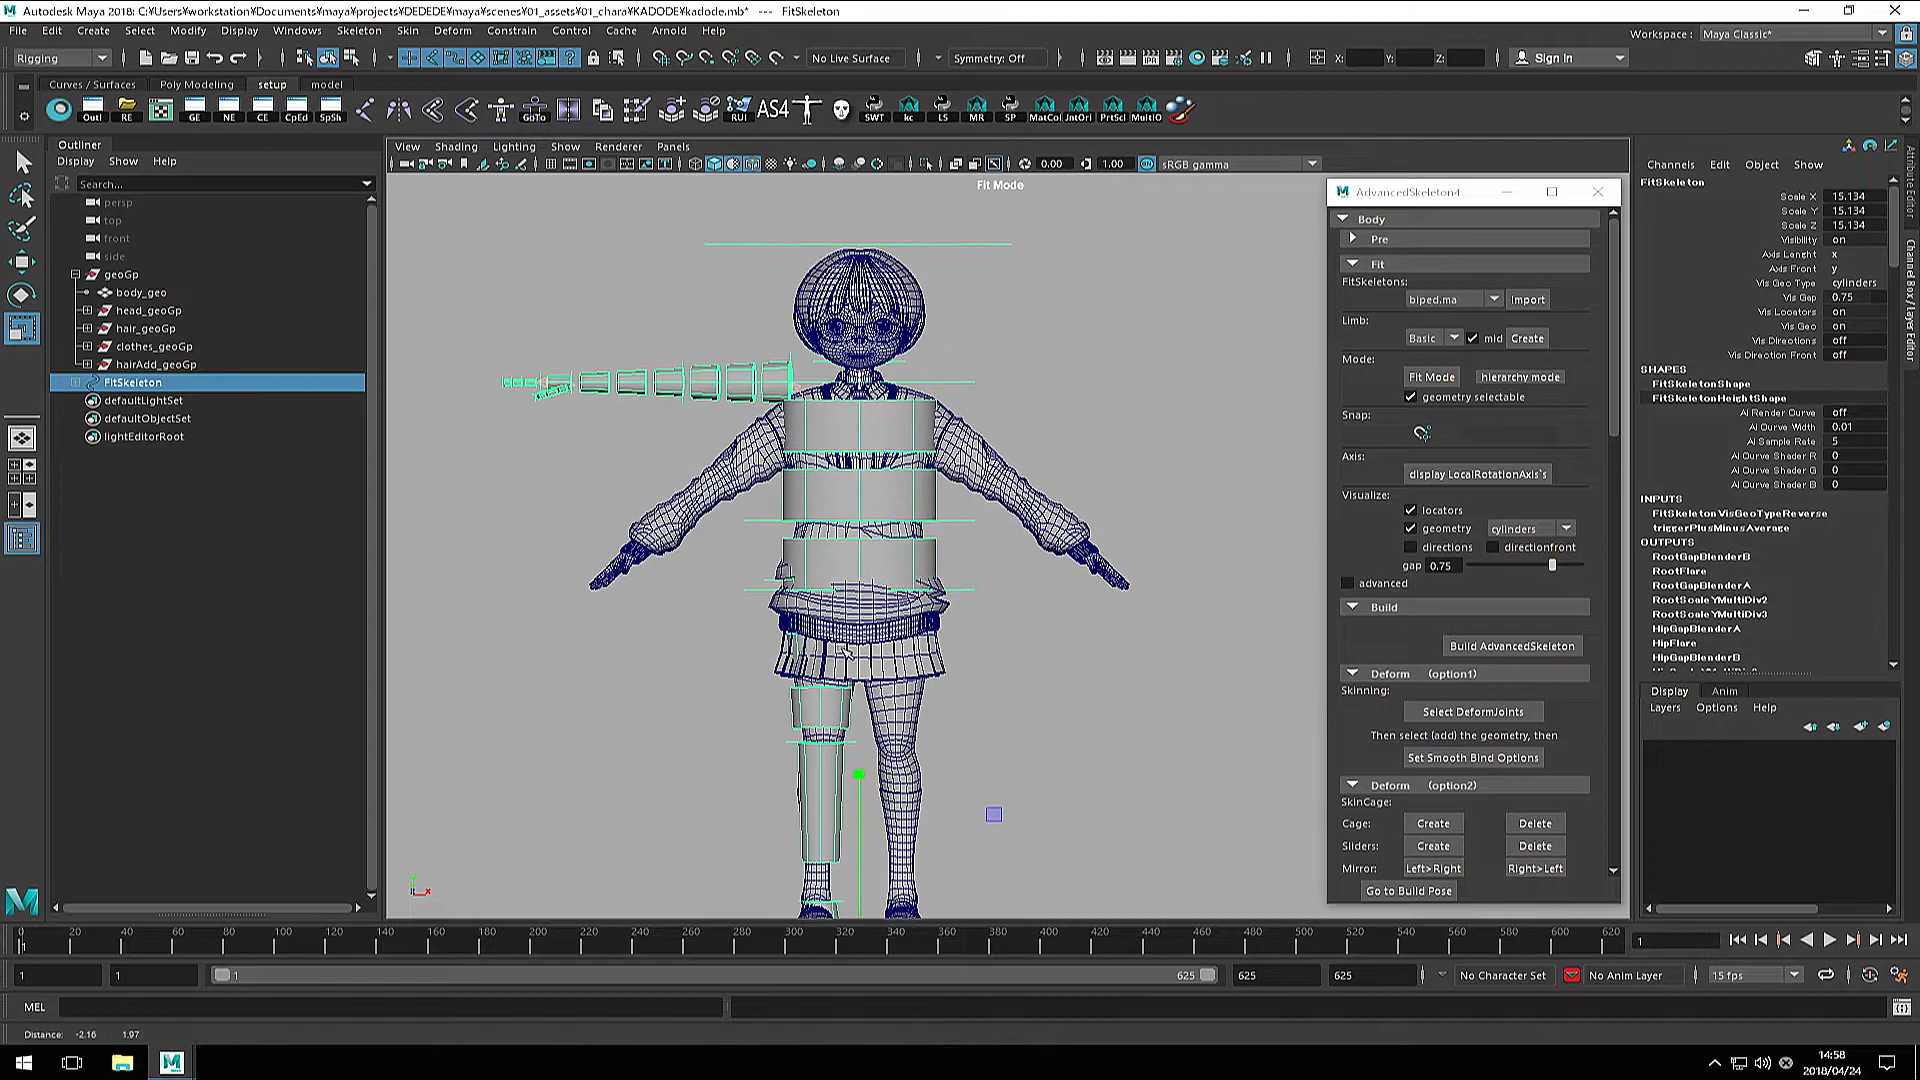 Autodesk Maya 2018: C:¥Users¥workstation¥Documents¥maya¥projects¥DEDEDE¥maya¥scenes¥01_assets¥01_chara¥KADODE¥kadode.mb* --- FitSkeleton
File Edit Create Select Modify Display Windows Skeleton Skin Deform Constrain Control Cache Arnold Help
Workspace : Maya Classic*
Rigging
No Live Surface
Symmetry: Off
X: Y: Z:
Sign In
Curves / Surfaces Poly Modeling setup model
Outl RE GE NE CE CpEd SpSh GoTo RUI AS4 SWT kc LS MR SP MatCol JntOri PrtScl MultiO
Outliner
Display Show Help
Search...
persp
top
front
side
geoGp
body_geo
head_geoGp
hair_geoGp
clothes_geoGp
hairAdd_geoGp
FitSkeleton
defaultLightSet
defaultObjectSet
lightEditorRoot
View Shading Lighting Show Renderer Panels
0.00 1.00 sRGB gamma
Fit Mode
AdvancedSkeleton4
Body
Pre
Fit
FitSkeletons:
biped.ma Import
Limb:
Basic mid Create
Mode:
Fit Mode hierarchy mode
geometry selectable
Snap:
Axis:
display LocalRotationAxis's
Visualize:
locators
geometry cylinders
directions directionfront
gap 0.75
advanced
Build
Build AdvancedSkeleton
Deform (option1)
Skinning:
Select DeformJoints
Then select (add) the geometry, then
Set Smooth Bind Options
Deform (option2)
SkinCage:
Cage: Create Delete
Sliders: Create Delete
Mirror: Left>Right Right>Left
Go to Build Pose
Channels Edit Object Show
FitSkeleton
Scale X 15.134
Scale Y 15.134
Scale Z 15.134
Visibility on
Axis Lenght x
Axis Front y
Vis Geo Type cylinders
Vis Gap 0.75
Vis Locators on
Vis Geo on
Vis Directions off
Vis Direction Front off
SHAPES
FitSkeletonShape
FitSkeletonHeightShape
Ai Render Curve off
Ai Curve Width 0.01
Ai Sample Rate 5
Ai Curve Shader R 0
Ai Curve Shader G 0
Ai Curve Shader B 0
INPUTS
FitSkeletonVisGeoTypeReverse
triggerPlusMinusAverage
OUTPUTS
RootGapBlenderB
RootFlare
RootGapBlenderA
RootScaleYMultiDiv2
RootScaleYMultiDiv3
HipGapBlenderA
HipFlare
HipGapBlenderB
Attribute Editor
Channel Box / Layer Editor
Display Anim
Layers Options Help
0 20 40 60 80 100 120 140 160 180 200 220 240 260 280 300 320 340 360 380 400 420 440 460 480 500 520 540 560 580 600 620
1
1
1 1 1 625 625 625 No Character Set No Anim Layer 15 fps
MEL
Distance: -2.16 1.97
14:58
2018/04/24